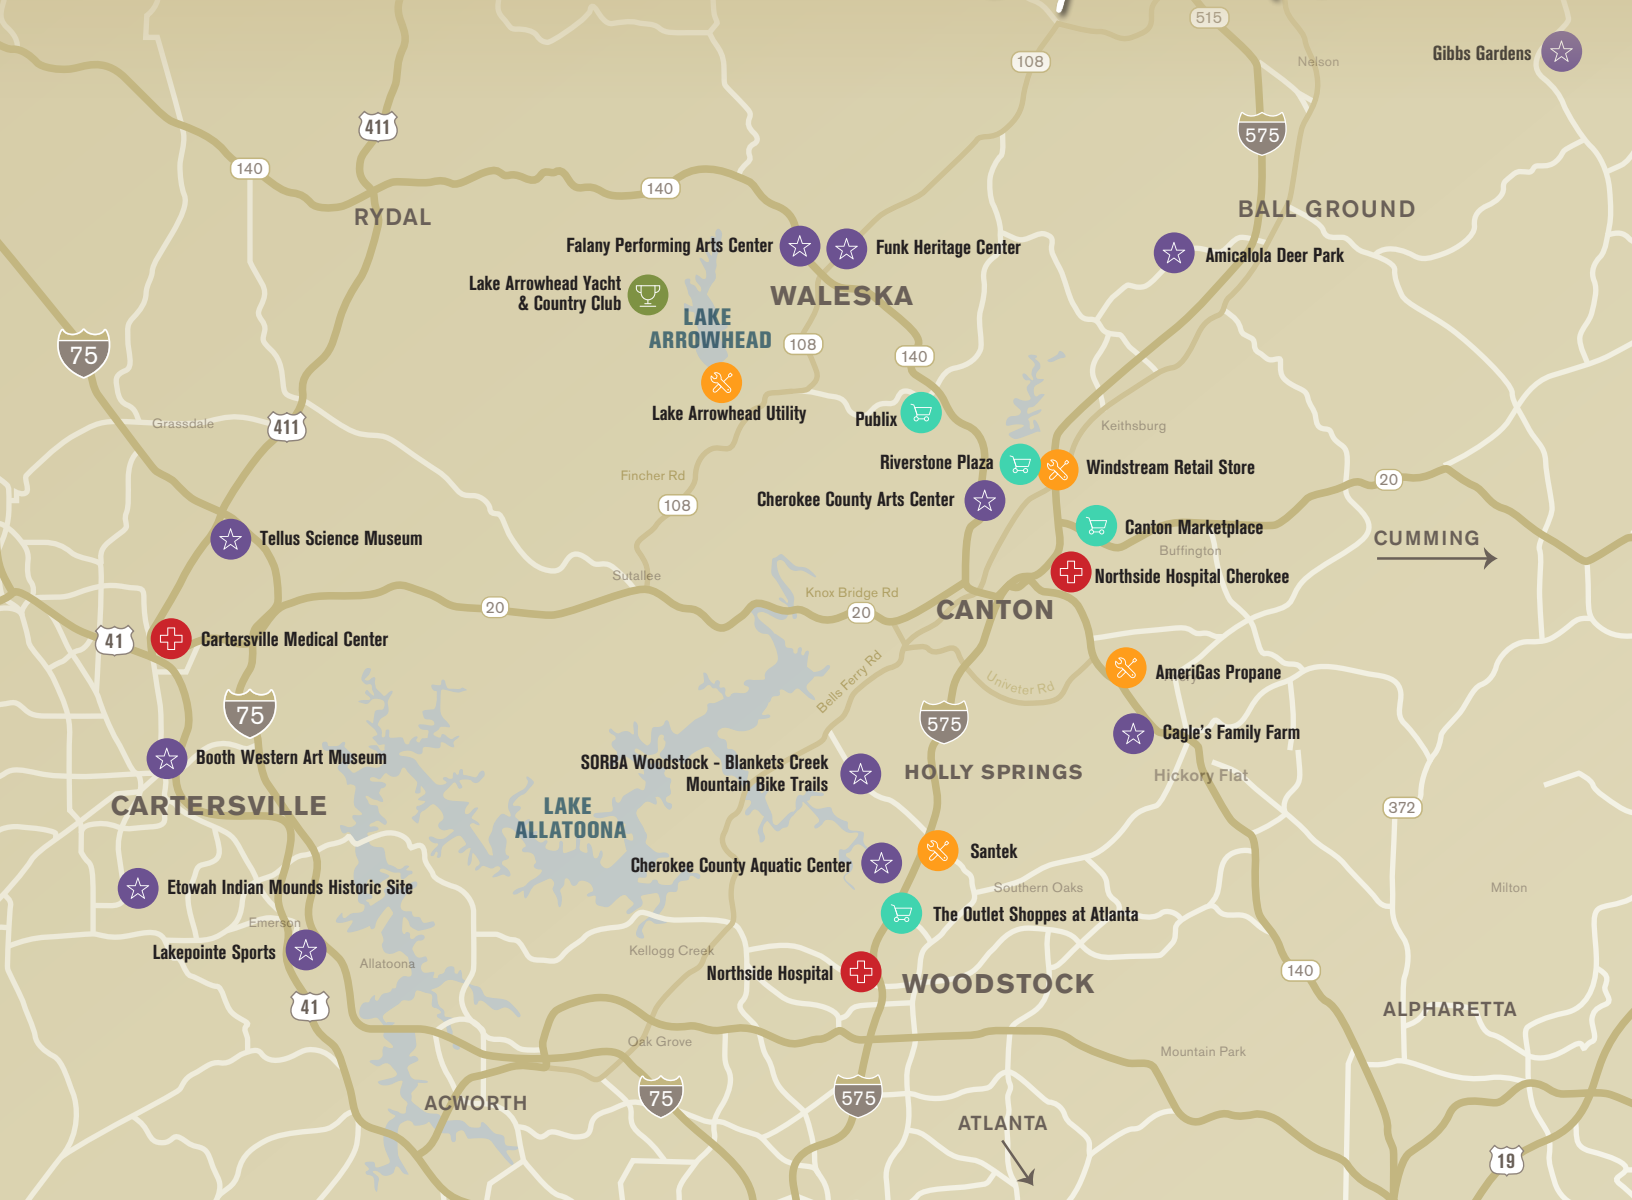 515
108
Nelson
Gibbs Gardens
411
575
140
140
RYDAL
BALL GROUND
Falany Performing Arts Center
Funk Heritage Center
Amicalola Deer Park
Lake Arrowhead Yacht
& Country Club
WALESKA
LAKE
ARROWHEAD
75
108
140
Lake Arrowhead Utility
Publix
Grassdale
411
Keithsburg
Riverstone Plaza
Windstream Retail Store
Fincher Rd
20
Cherokee County Arts Center
108
Canton Marketplace
CUMMING
Tellus Science Museum
Buffington
Sutallee
Northside Hospital Cherokee
Knox Bridge Rd
20
20
CANTON
41
Cartersville Medical Center
Bells Ferry Rd
Univeter Rd
AmeriGas Propane
75
575
Cagle's Family Farm
Booth Western Art Museum
SORBA Woodstock - Blankets Creek
Mountain Bike Trails
HOLLY SPRINGS
Hickory Flat
CARTERSVILLE
LAKE
ALLATOONA
372
Santek
Cherokee County Aquatic Center
Etowah Indian Mounds Historic Site
Southern Oaks
Milton
Emerson
The Outlet Shoppes at Atlanta
Lakepointe Sports
Kellogg Creek
Allatoona
Northside Hospital
140
WOODSTOCK
41
ALPHARETTA
Oak Grove
Mountain Park
75
575
ACWORTH
ATLANTA
19